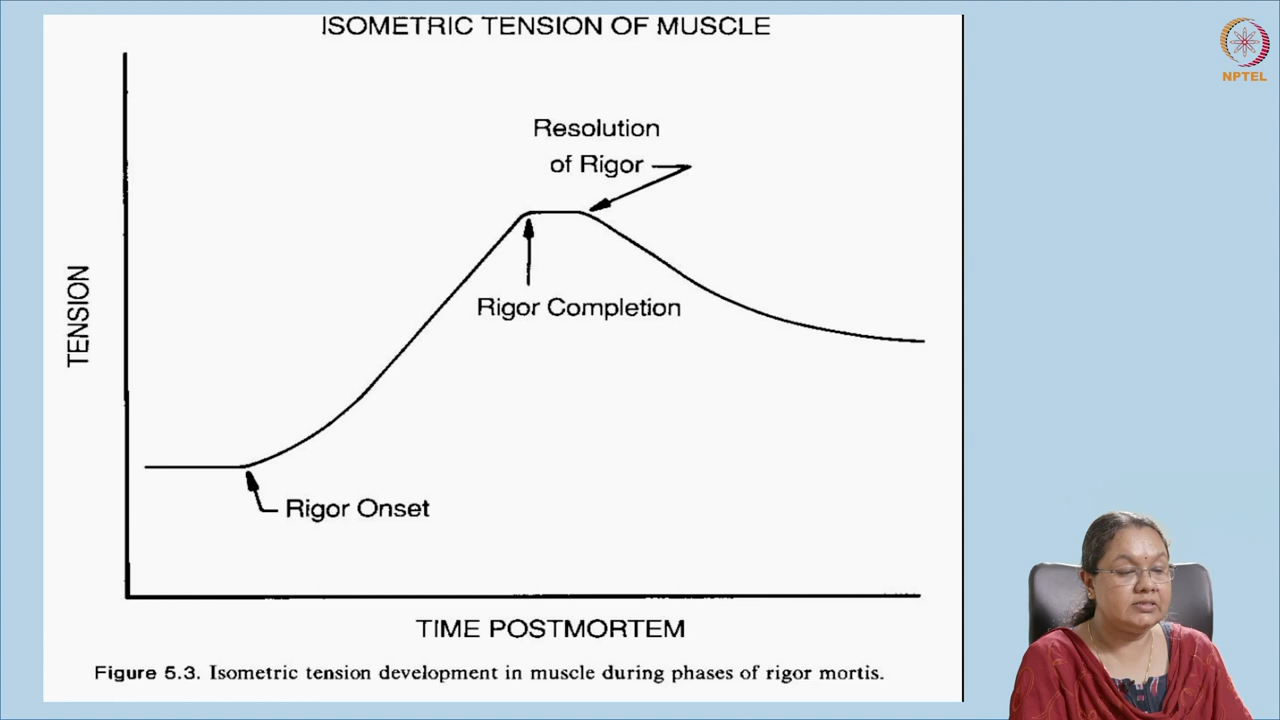 ISOMETRIC TENSION OF MUSCLE
NPTEL
Resolution
of Rigor
Rigor Completion
TENSION
Rigor Onset
TIME POSTMORTEM
Figure 5.3. Isometric tension development in muscle during phases of rigor mortis.